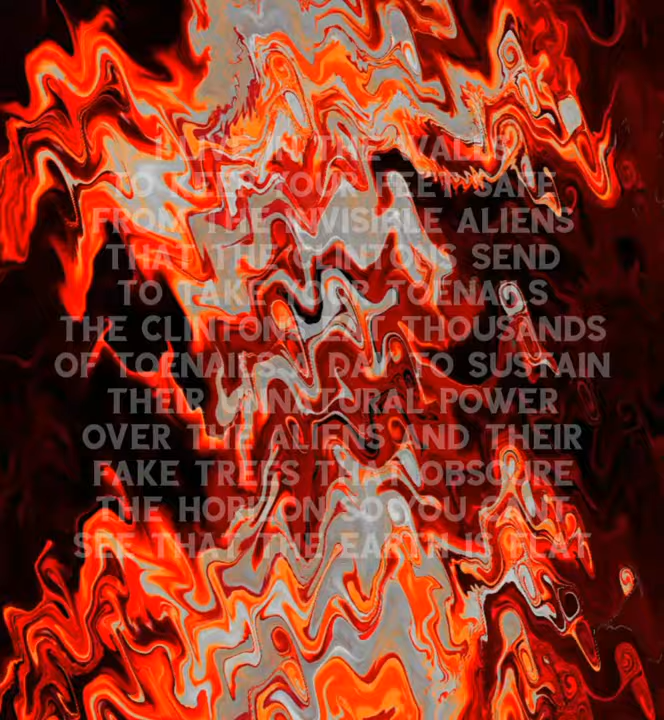 I LIVE IN THE WALLS
TO KEEP YOUR FEET SAFE
FROM THE INVISIBLE ALIENS
THAT THE CLINTONS SEND
TO TAKE YOUR TOENAILS
THE CLINTONS THOUSANDS
OF TOENAILS A DAY TO SUSTAIN
THEIR UNNATURAL POWER
OVER THE ALIENS AND THEIR
FAKE TREES THAT OBSCURE
THE HORIZON SO YOU CANT
SEE THAT THE EARTH IS FLAT